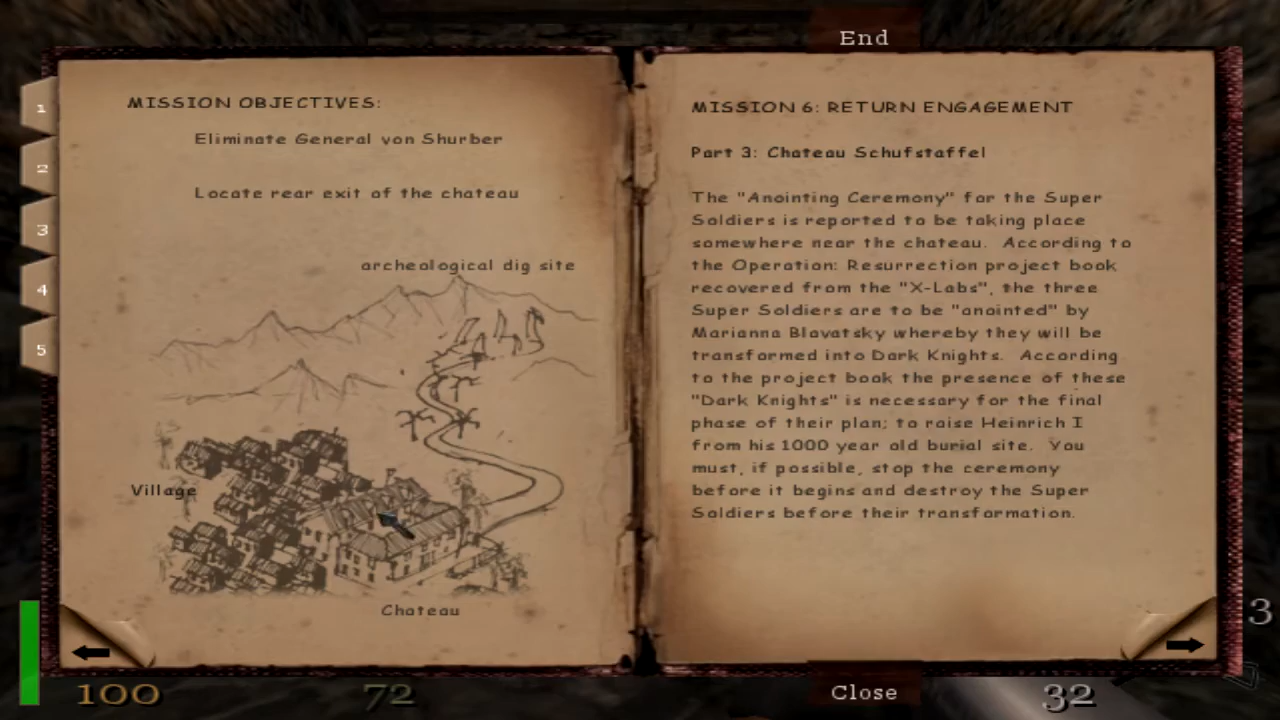 End
1
2
3
4
5
MISSION OBJECTIVES:
Eliminate General von Shurber
Locate rear exit of the chateau
archeological dig site
Village
Chateau
MISSION 6: RETURN ENGAGEMENT
Part 3: Chateau Schufstaffel
The "Anointing Ceremony" for the Super
Soldiers is reported to be taking place
somewhere near the chateau. According to
the Operation: Resurrection project book
recovered from the "X-Labs", the three
Super Soldiers are to be "anointed" by
Marianna Blavatsky whereby they will be
transformed into Dark Knights. According
to the project book the presence of these
"Dark Knights" is necessary for the final
phase of their plan; to raise Heinrich I
from his 1000 year old burial site. You
must, if possible, stop the ceremony
before it begins and destroy the Super
Soldiers before their transformation.
3
100
72
Close
32